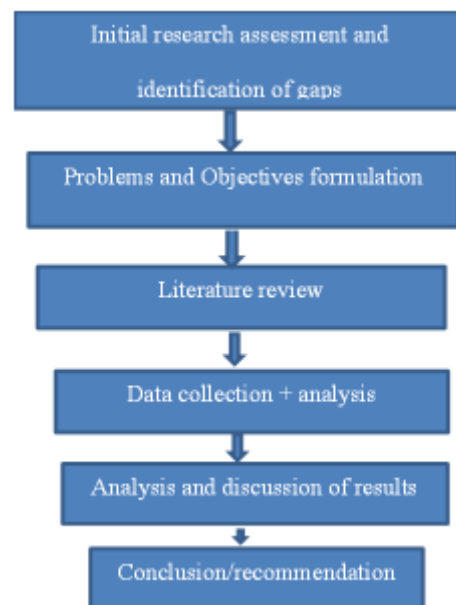 Initial research assessment and
identification of gaps
Problems and Objectives formulation
Literature review
Data collection + analysis
Analysis and discussion of results
Conclusion/recommendation